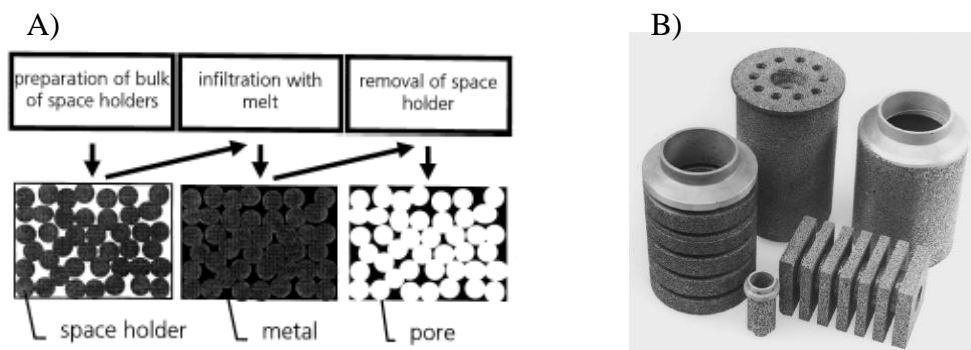 A)
B)
preparation of bulk
of space holders
infiltration with
melt
removal of space
holder
space holder
metal
pore